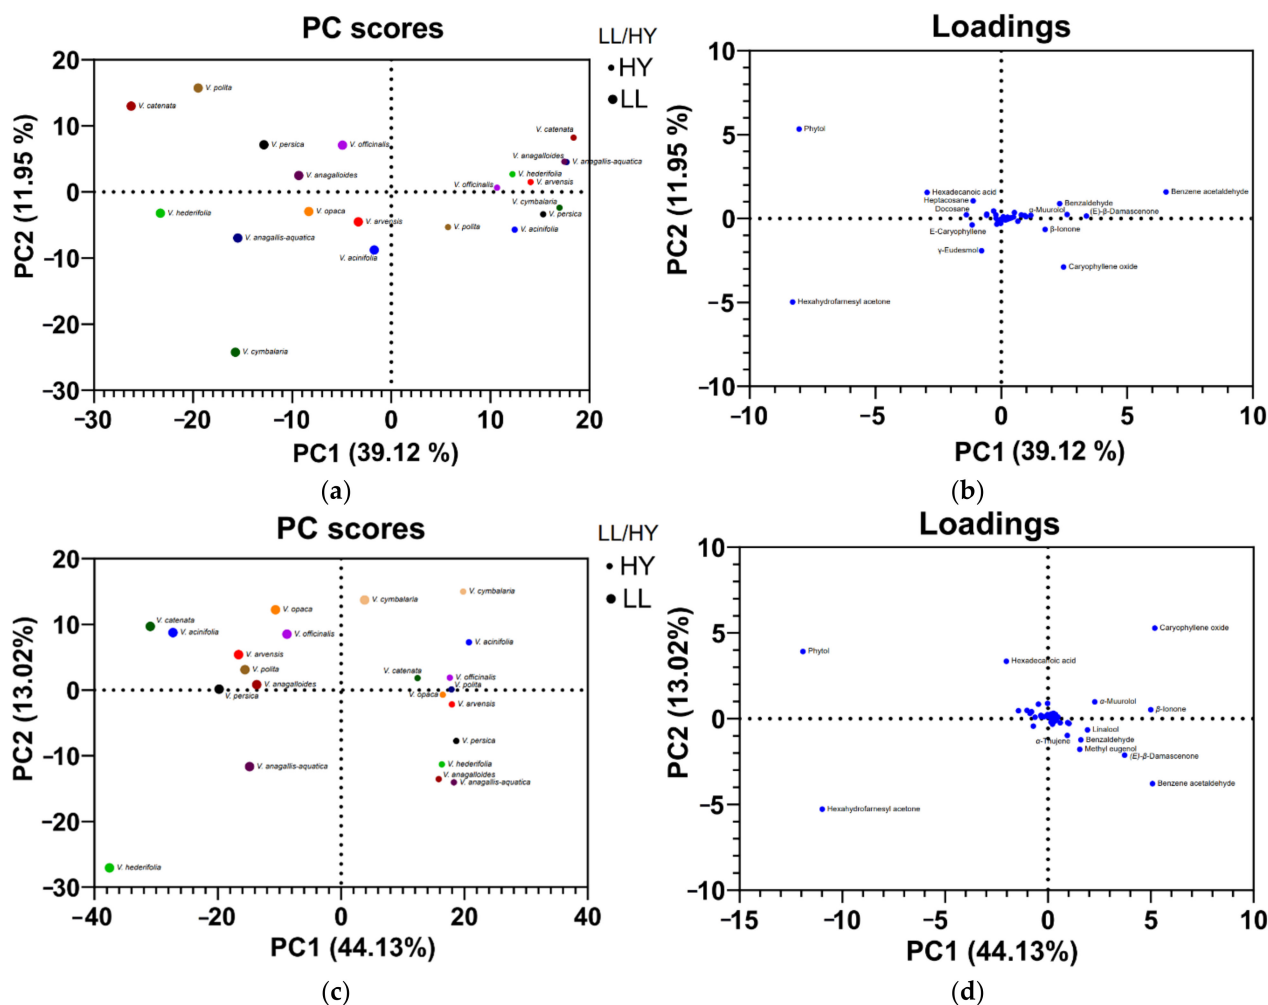 PC scores
LL/HY
HY
LL
20
10
0
−10
−20
−30
−30
−20
−10
0
10
20
PC2 (11.95 %)
PC1 (39.12 %)
V. polita
V. catenata
V. persica
V. officinalis
V. anagalloides
V. hederifolia
V. opaca
V. arvensis
V. anagallis-aquatica
V. acinifolia
V. cymbalaria
V. catenata
V. anagalloides
V. anagallis-aquatica
V. hederifolia
V. arvensis
V. officinalis
V. cymbalaria
V. persica
V. polita
V. acinifolia
(a)
Loadings
10
5
0
−5
−10
−10
−5
0
5
10
PC2 (11.95 %)
PC1 (39.12 %)
Phytol
Hexadecanoic acid
Heptacosane
Docosane
E-Caryophyllene
γ-Eudesmol
Hexahydrofarnesyl acetone
Benzene acetaldehyde
Benzaldehyde
α-Muurolol
(E)-β-Damascenone
β-Ionone
Caryophyllene oxide
(b)
PC scores
LL/HY
HY
LL
20
10
0
−10
−20
−30
−40
−20
0
20
40
PC2 (13.02%)
PC1 (44.13%)
V. opaca
V. catenata
V. acinifolia
V. officinalis
V. arvensis
V. polita
V. anagalloides
V. persica
V. anagallis-aquatica
V. hederifolia
V. cymbalaria
V. cymbalaria
V. acinifolia
V. catenata
V. officinalis
V. polita
V. opaca
V. arvensis
V. persica
V. hederifolia
V. anagalloides
V. anagallis-aquatica
(c)
Loadings
10
5
0
−5
−10
−15
−10
−5
0
5
10
PC2 (13.02%)
PC1 (44.13%)
Phytol
Hexadecanoic acid
Caryophyllene oxide
α-Muurolol
β-Ionone
Linalool
α-Thujene
Benzaldehyde
Methyl eugenol
(E)-β-Damascenone
Benzene acetaldehyde
Hexahydrofarnesyl acetone
(d)